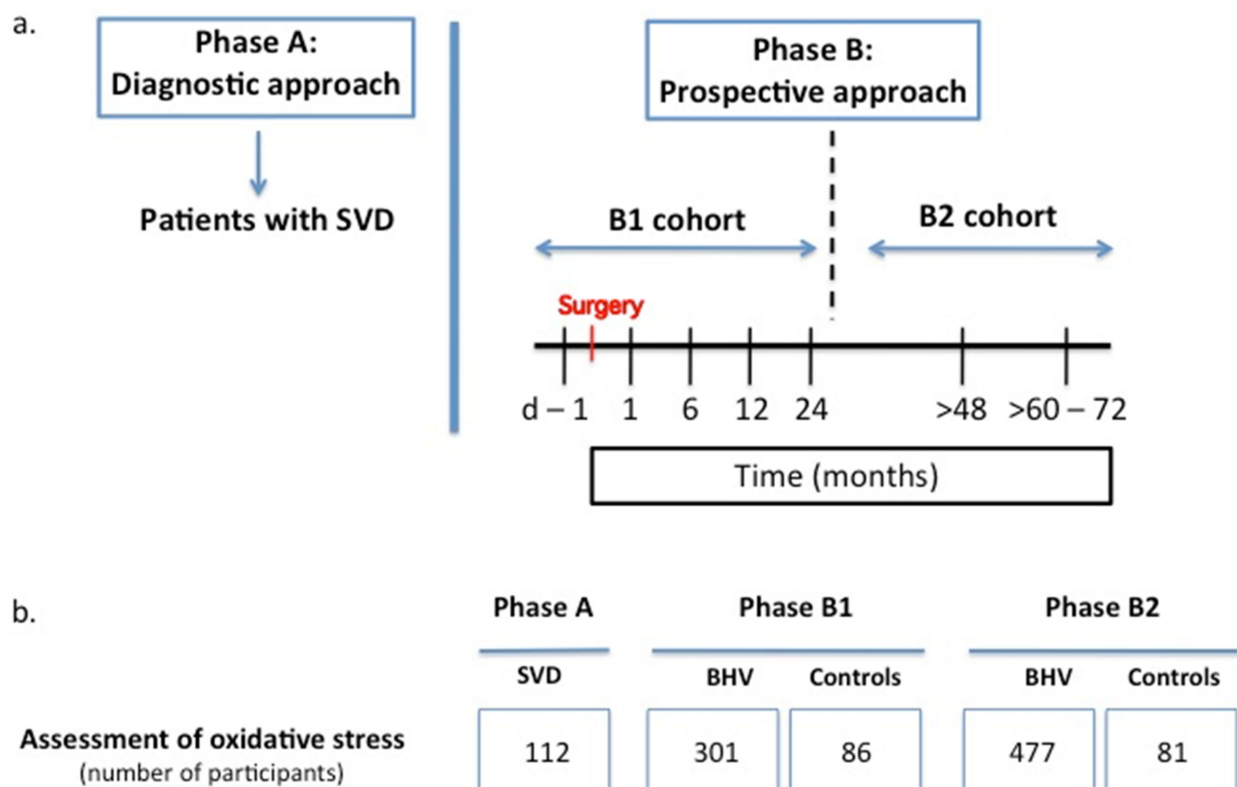 a.
Phase A:
Diagnostic approach
Patients with SVD
Phase B:
Prospective approach
B1 cohort
B2 cohort
Surgery
d – 1 1 6 12 24 >48 >60 – 72
Time (months)
b.
Phase A Phase B1 Phase B2
SVD BHV Controls BHV Controls
Assessment of oxidative stress
(number of participants)
112 301 86 477 81